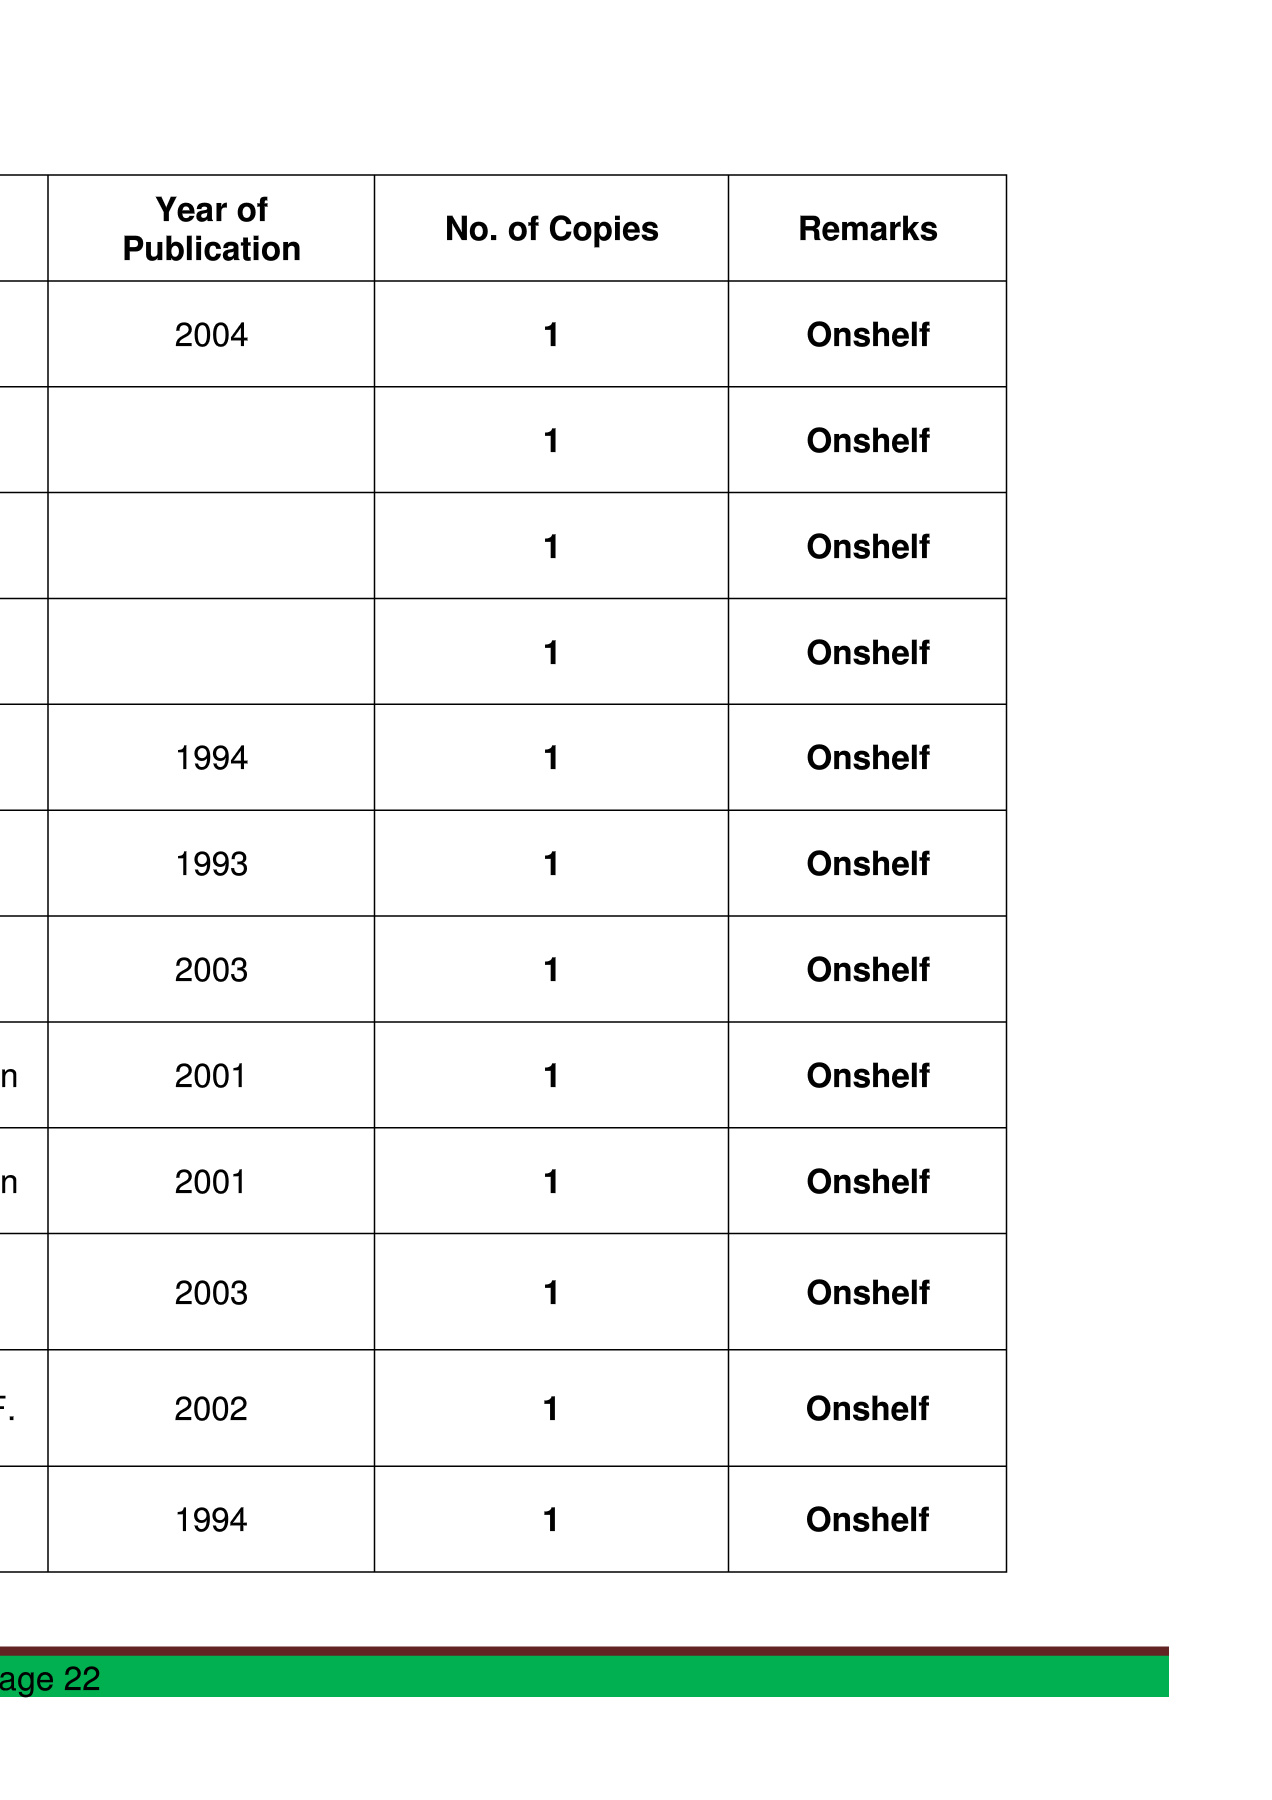 Year of
Publication
No. of Copies
Remarks
2004 1 Onshelf
1 Onshelf
1 Onshelf
1 Onshelf
1994 1 Onshelf
1993 1 Onshelf
2003 1 Onshelf
n 2001 1 Onshelf
n 2001 1 Onshelf
2003 1 Onshelf
F. 2002 1 Onshelf
1994 1 Onshelf
age 22